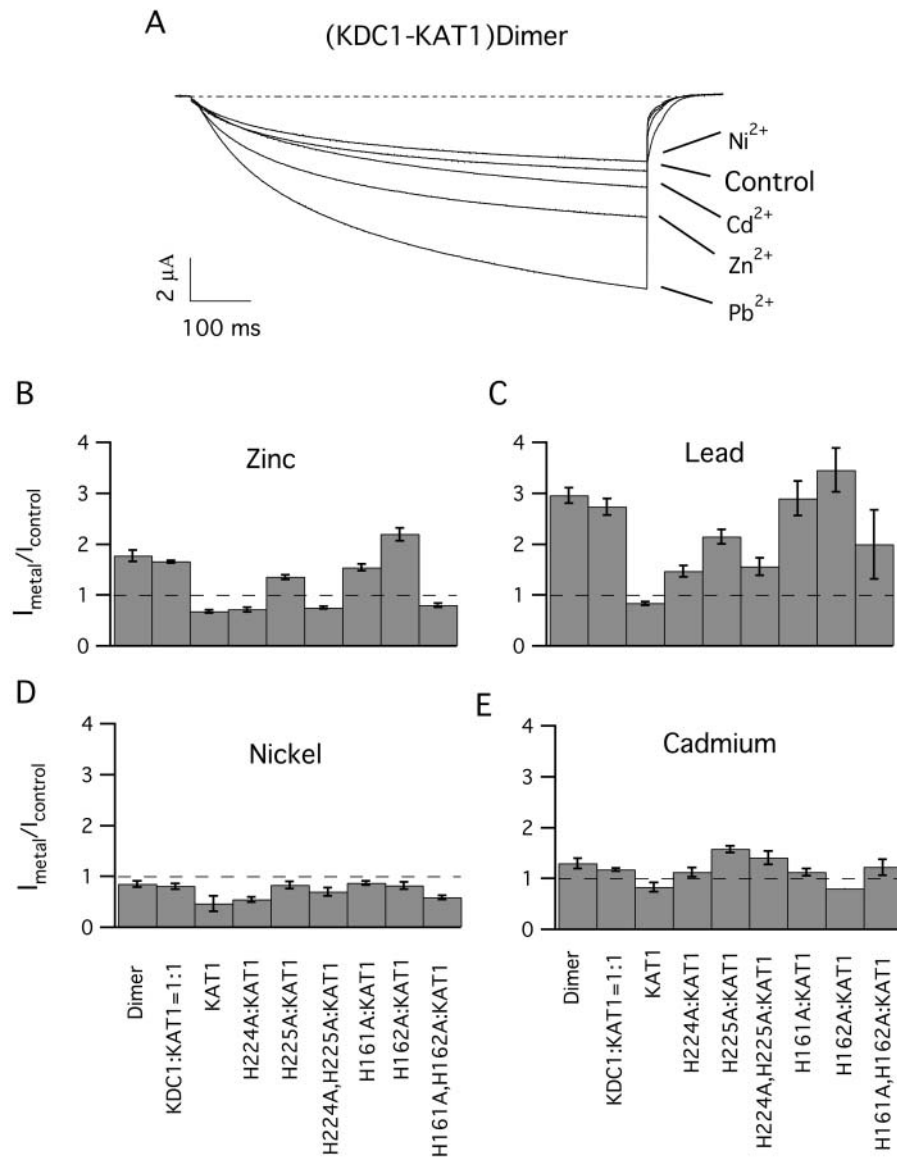 A
(KDC1-KAT1)Dimer
Ni²⁺
Control
Cd²⁺
Zn²⁺
Pb²⁺
2 µA
100 ms
B
Zinc
I_metal/I_control
4
3
2
1
0
C
Lead
4
3
2
1
0
D
Nickel
I_metal/I_control
4
3
2
1
0
Dimer
KDC1:KAT1=1:1
KAT1
H224A:KAT1
H225A:KAT1
H224A,H225A:KAT1
H161A:KAT1
H162A:KAT1
H161A,H162A:KAT1
E
Cadmium
4
3
2
1
0
Dimer
KDC1:KAT1=1:1
KAT1
H224A:KAT1
H225A:KAT1
H224A,H225A:KAT1
H161A:KAT1
H162A:KAT1
H161A,H162A:KAT1